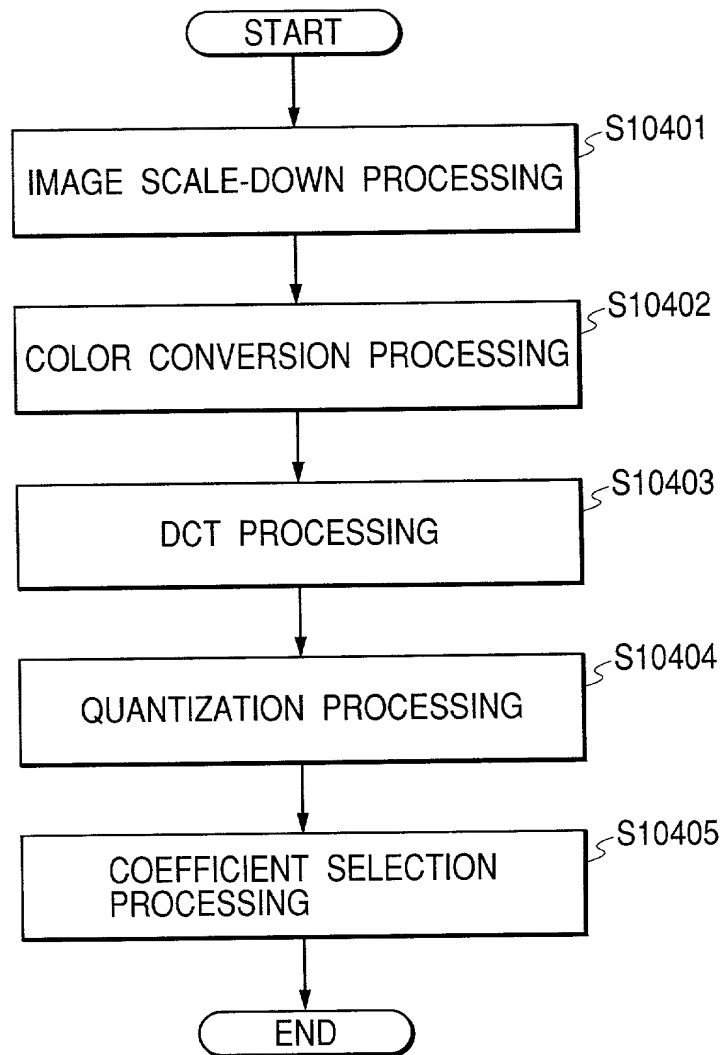 START
S10401
IMAGE SCALE-DOWN PROCESSING
S10402
COLOR CONVERSION PROCESSING
S10403
DCT PROCESSING
S10404
QUANTIZATION PROCESSING
S10405
COEFFICIENT SELECTION
PROCESSING
END